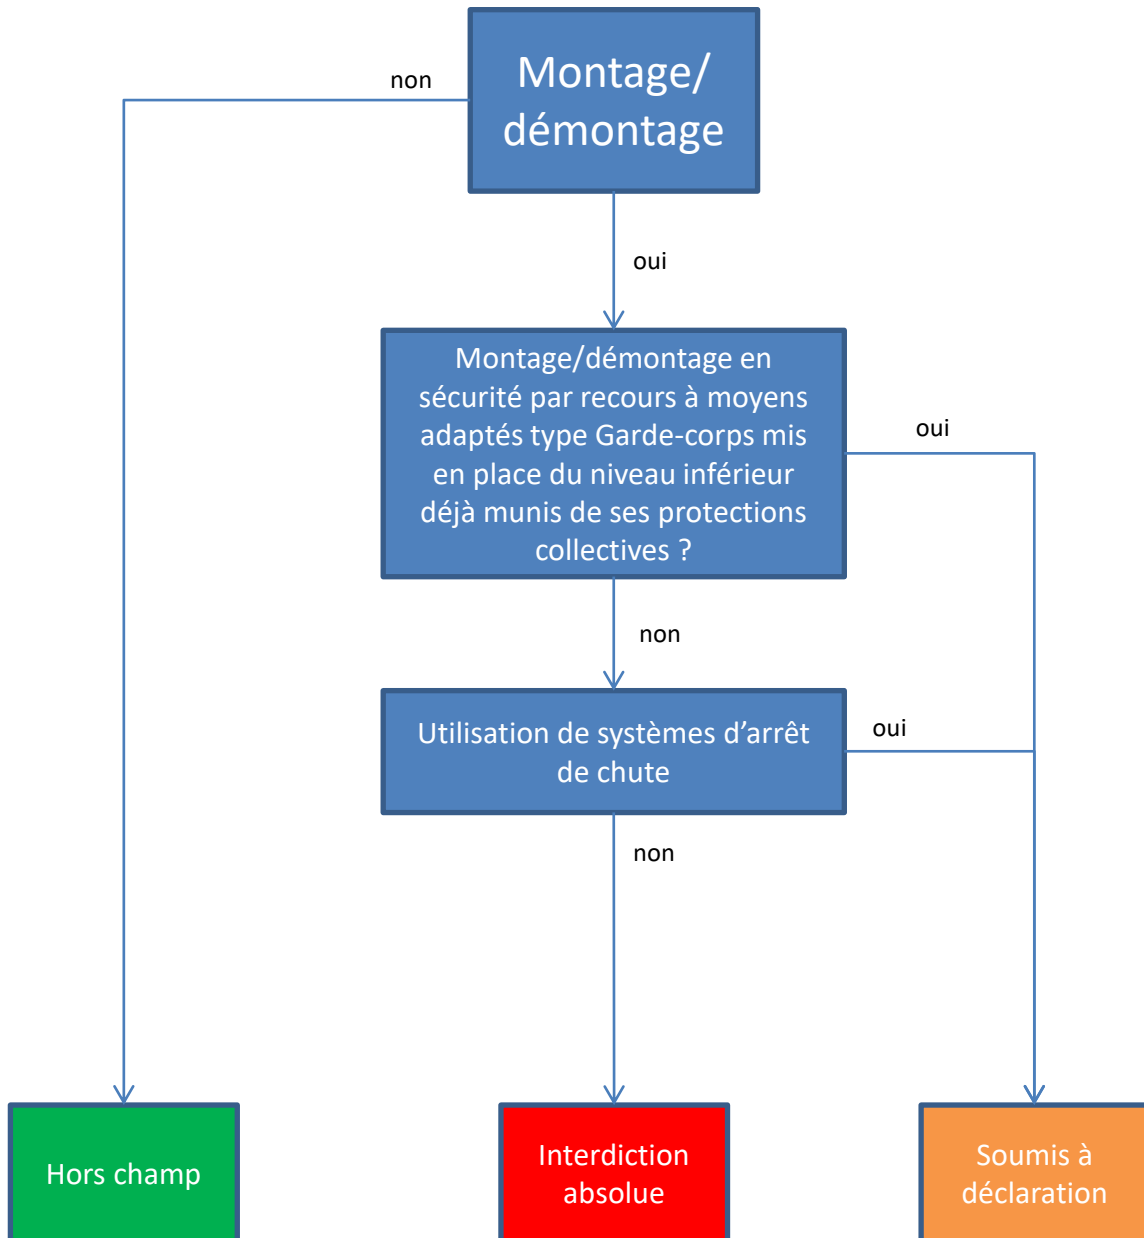 Montage/
démontage
non
oui
Montage/démontage en
sécurité par recours à moyens
adaptés type Garde-corps mis
en place du niveau inférieur
déjà munis de ses protections
collectives ?
oui
non
Utilisation de systèmes d’arrêt
de chute
oui
non
Hors champ
Interdiction
absolue
Soumis à
déclaration